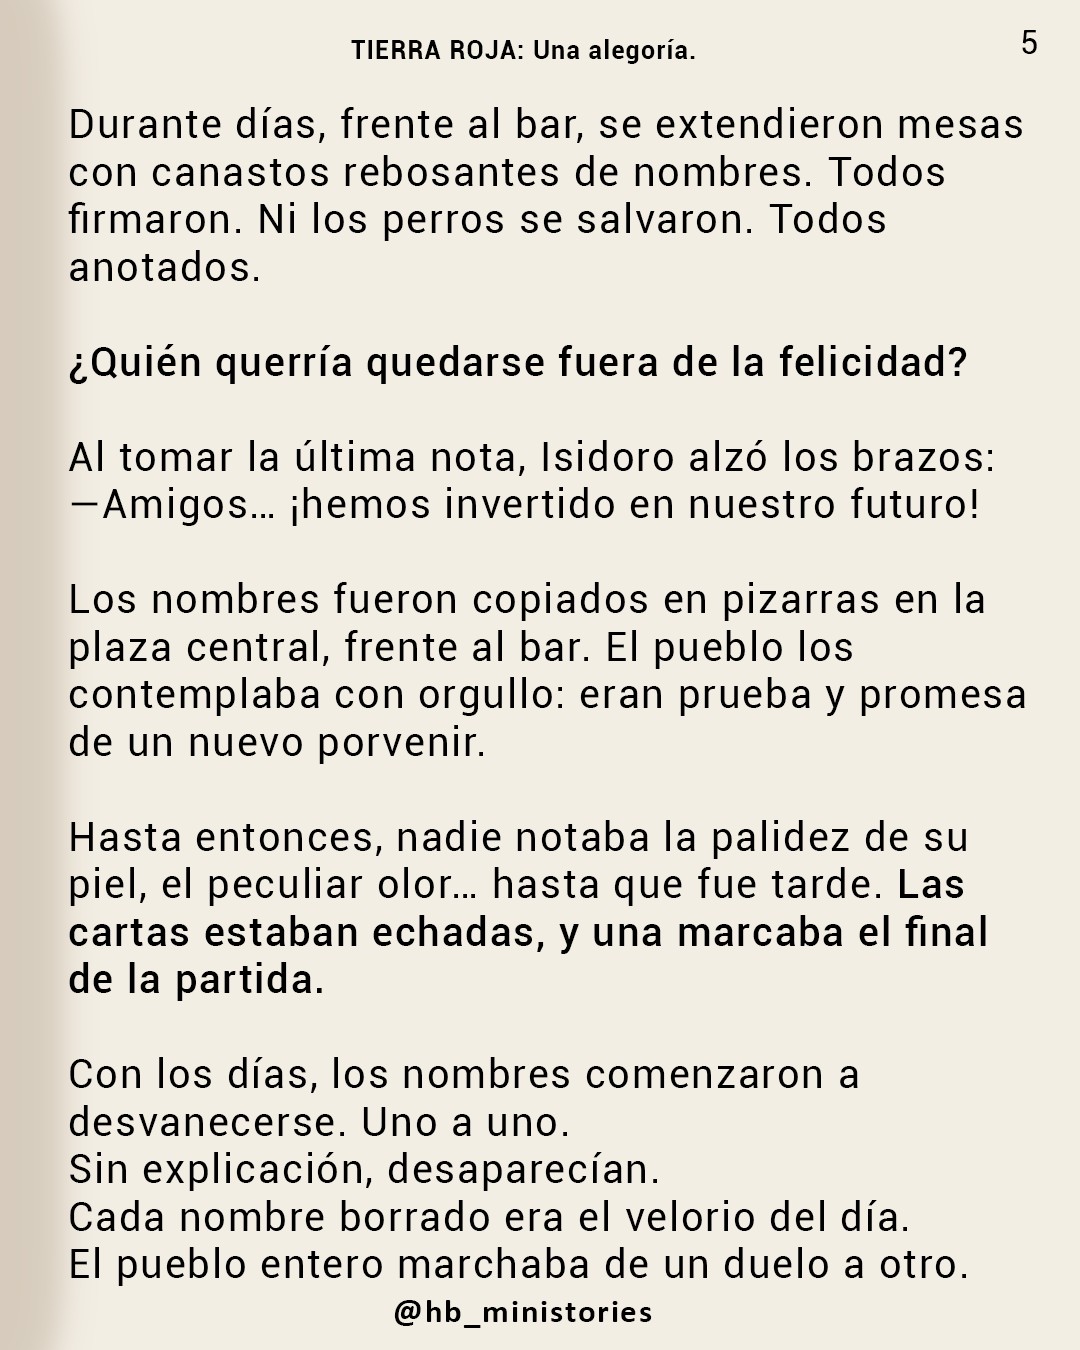 TIERRA ROJA: Una alegoría.
5
Durante días, frente al bar, se extendieron mesas
con canastos rebosantes de nombres. Todos
firmaron. Ni los perros se salvaron. Todos
anotados.
¿Quién querría quedarse fuera de la felicidad?
Al tomar la última nota, Isidoro alzó los brazos:
—Amigos… ¡hemos invertido en nuestro futuro!
Los nombres fueron copiados en pizarras en la
plaza central, frente al bar. El pueblo los
contemplaba con orgullo: eran prueba y promesa
de un nuevo porvenir.
Hasta entonces, nadie notaba la palidez de su
piel, el peculiar olor… hasta que fue tarde. Las
cartas estaban echadas, y una marcaba el final
de la partida.
Con los días, los nombres comenzaron a
desvanecerse. Uno a uno.
Sin explicación, desaparecían.
Cada nombre borrado era el velorio del día.
El pueblo entero marchaba de un duelo a otro.
@hb_ministories